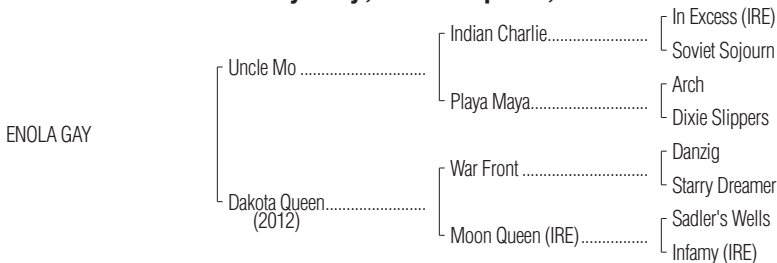 In Excess (IRE)
Indian Charlie.......................
Soviet Sojourn
Uncle Mo ............................
Arch
Playa Maya...........................
Dixie Slippers
ENOLA GAY
Danzig
War Front ............................
Starry Dreamer
Dakota Queen......................
(2012)
Sadler's Wells
Moon Queen (IRE)...............
Infamy (IRE)